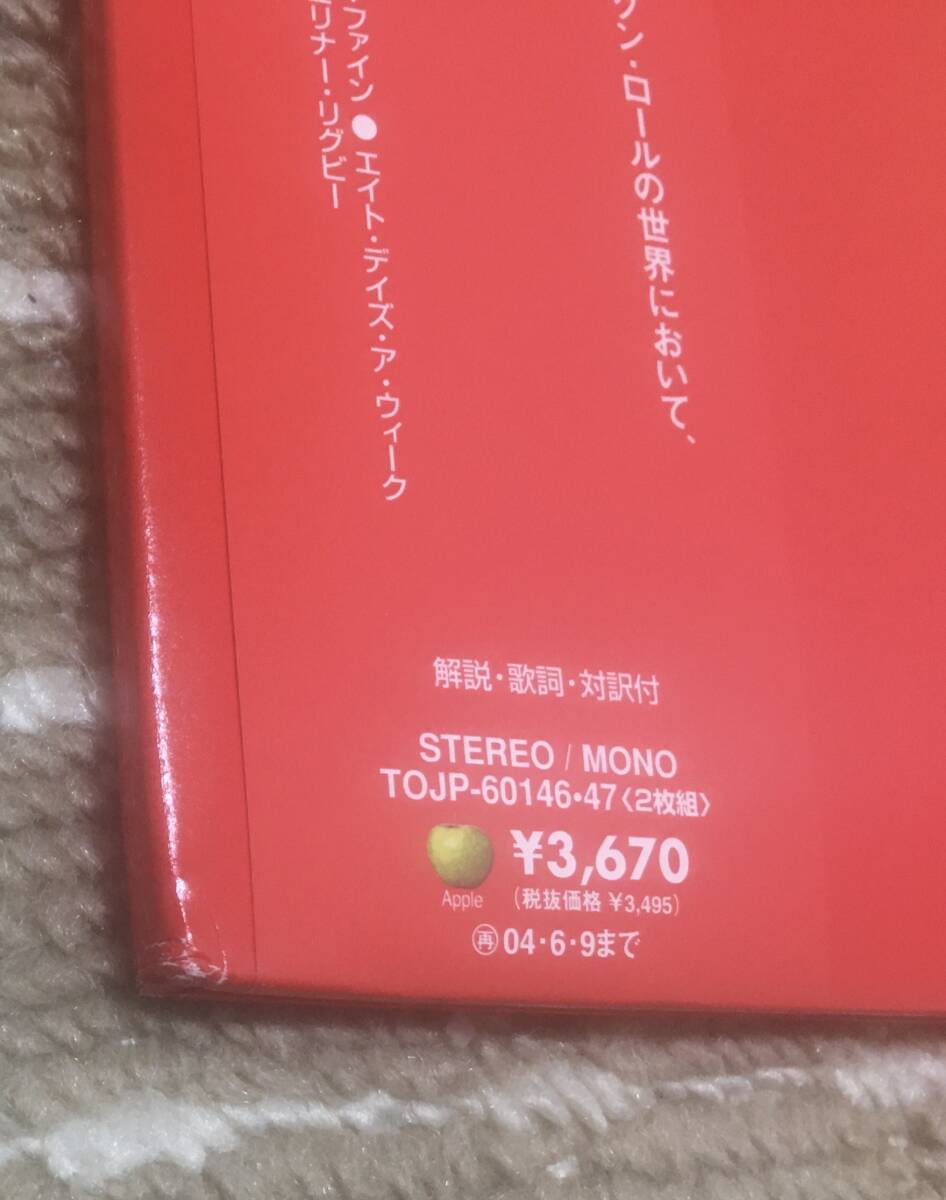 クン・ロールの世界において、
ファイン●エイト・デイズ・ア・ウィーク
リナー・リグビー
解説・歌詞・対訳付
STEREO / MONO
TOJP-60146・47〈2枚組〉
¥3,670
Apple
(税抜価格 ¥3,495)
㊢04・6・9まで